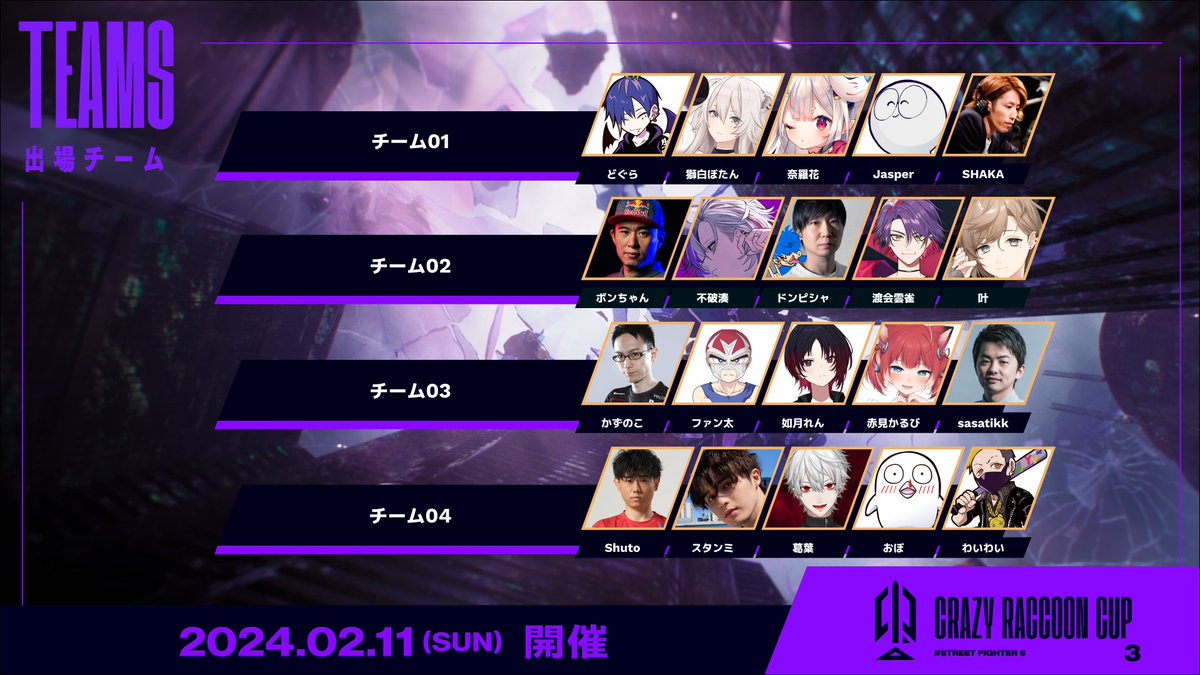 TEAMS
出場チーム
チーム01
どぐら
獅白ぼたん
奈羅花
Jasper
SHAKA
チーム02
ボンちゃん
不破湊
ドンピシャ
渡会雲雀
叶
チーム03
かずのこ
ファン太
如月れん
赤見かるび
sasatikk
チーム04
Shuto
スタンミ
葛葉
おぼ
わいわい
2024.02.11 (SUN) 開催
CRAZY RACCOON CUP
#STREET FIGHTER 6
3